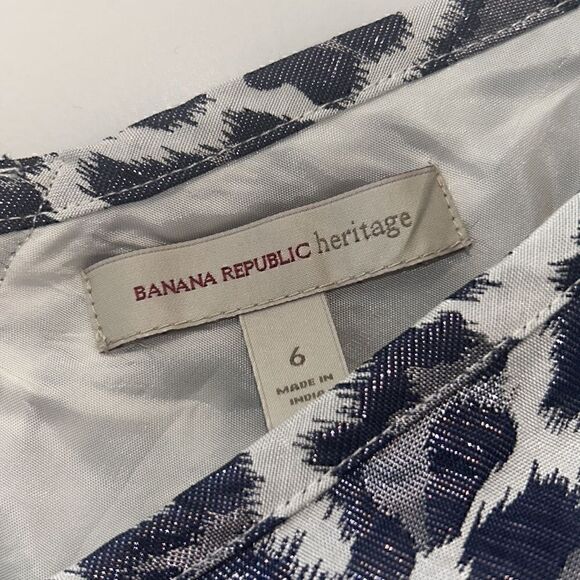 BANANA REPUBLIC heritage
6
MADE IN
INDIA